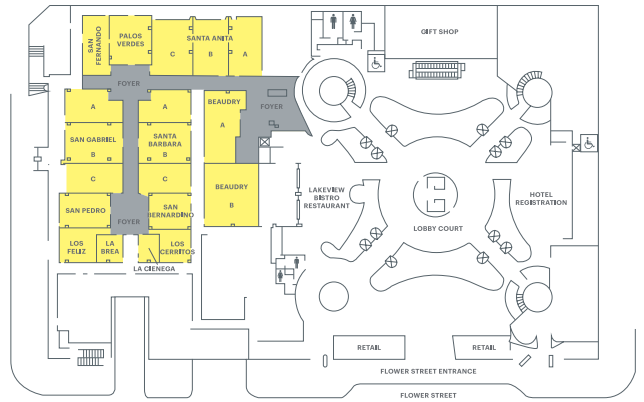 SAN
FERNANDO
PALOS
VERDES
SANTA ANITA
C
B
A
GIFT SHOP
FOYER
A
A
BEAUDRY
A
FOYER
SAN GABRIEL
B
SANTA
BARBARA
B
C
C
BEAUDRY
B
LAKEVIEW
BISTRO
RESTAURANT
HOTEL
REGISTRATION
SAN PEDRO
SAN
BERNARDINO
FOYER
LOBBY COURT
LOS
FELIZ
LA
BREA
LOS
CERRITOS
LA CIENEGA
RETAIL
RETAIL
FLOWER STREET ENTRANCE
FLOWER STREET